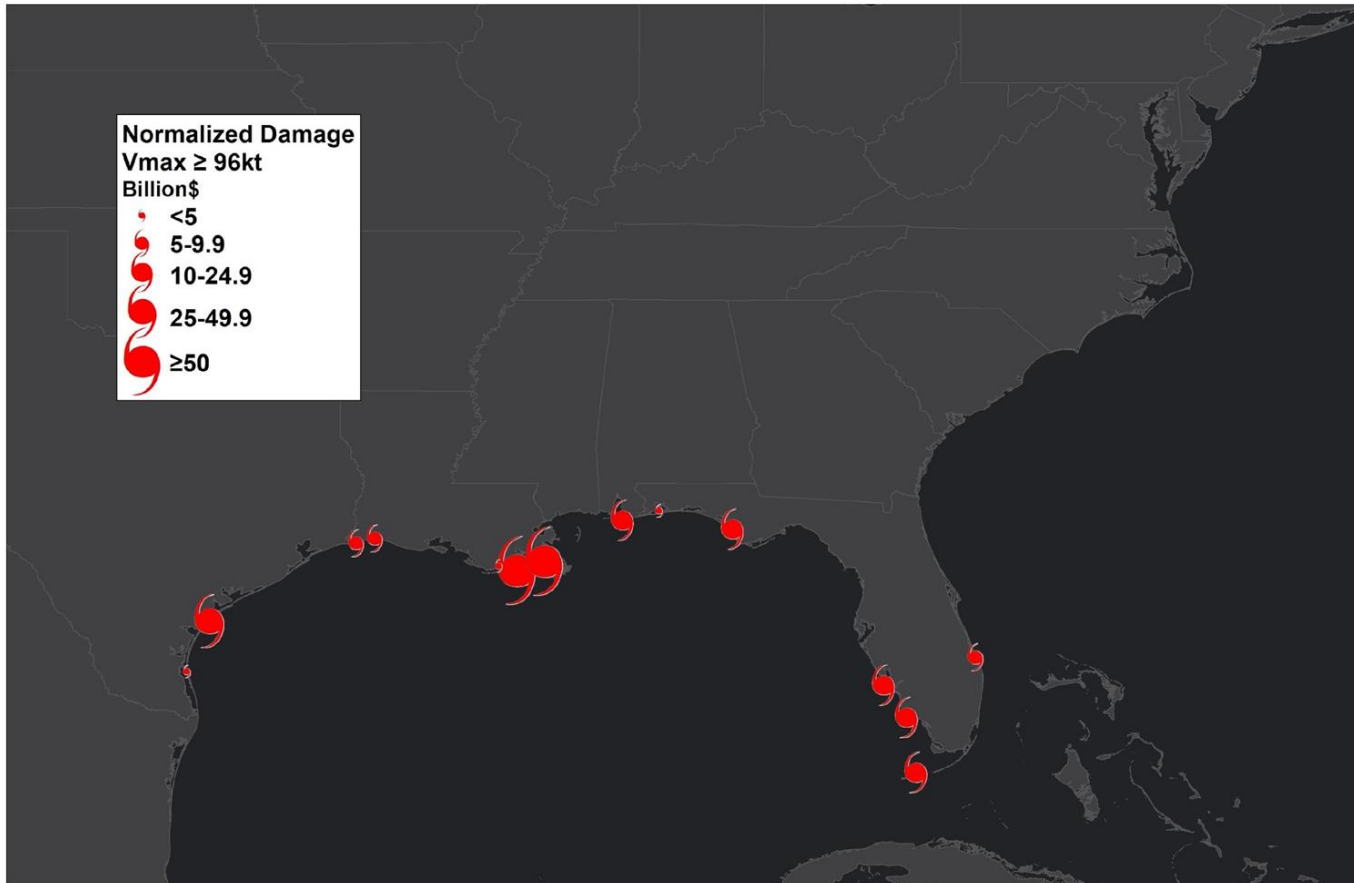 Normalized Damage
Vmax ≥ 96kt
Billion$
<5
5-9.9
10-24.9
25-49.9
≥50